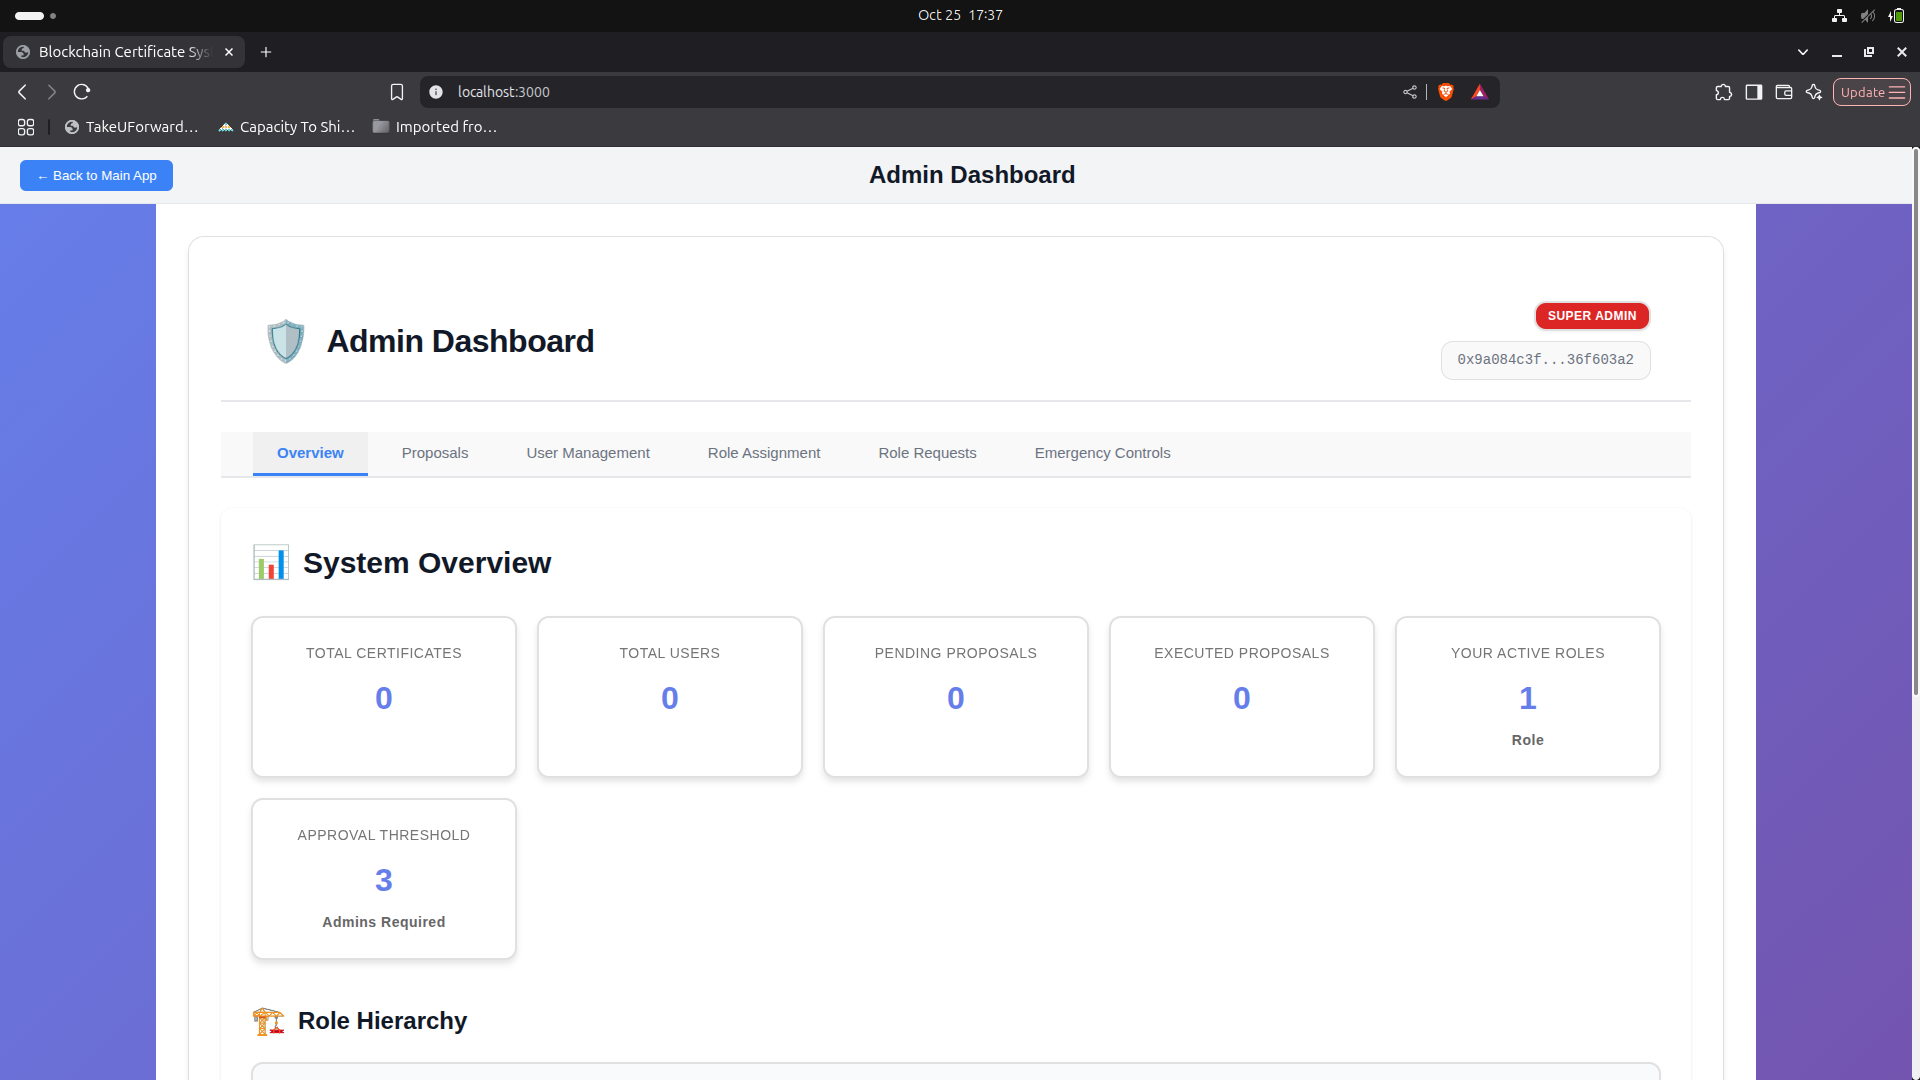 Oct 25 17:37
Blockchain Certificate Sys
localhost:3000
Update
TakeUForward...
Capacity To Shi...
Imported fro...
← Back to Main App
Admin Dashboard
SUPER ADMIN
Admin Dashboard
0x9a084c3f...36f603a2
Overview
Proposals
User Management
Role Assignment
Role Requests
Emergency Controls
System Overview
TOTAL CERTIFICATES
0
TOTAL USERS
0
PENDING PROPOSALS
0
EXECUTED PROPOSALS
0
YOUR ACTIVE ROLES
1
Role
APPROVAL THRESHOLD
3
Admins Required
Role Hierarchy